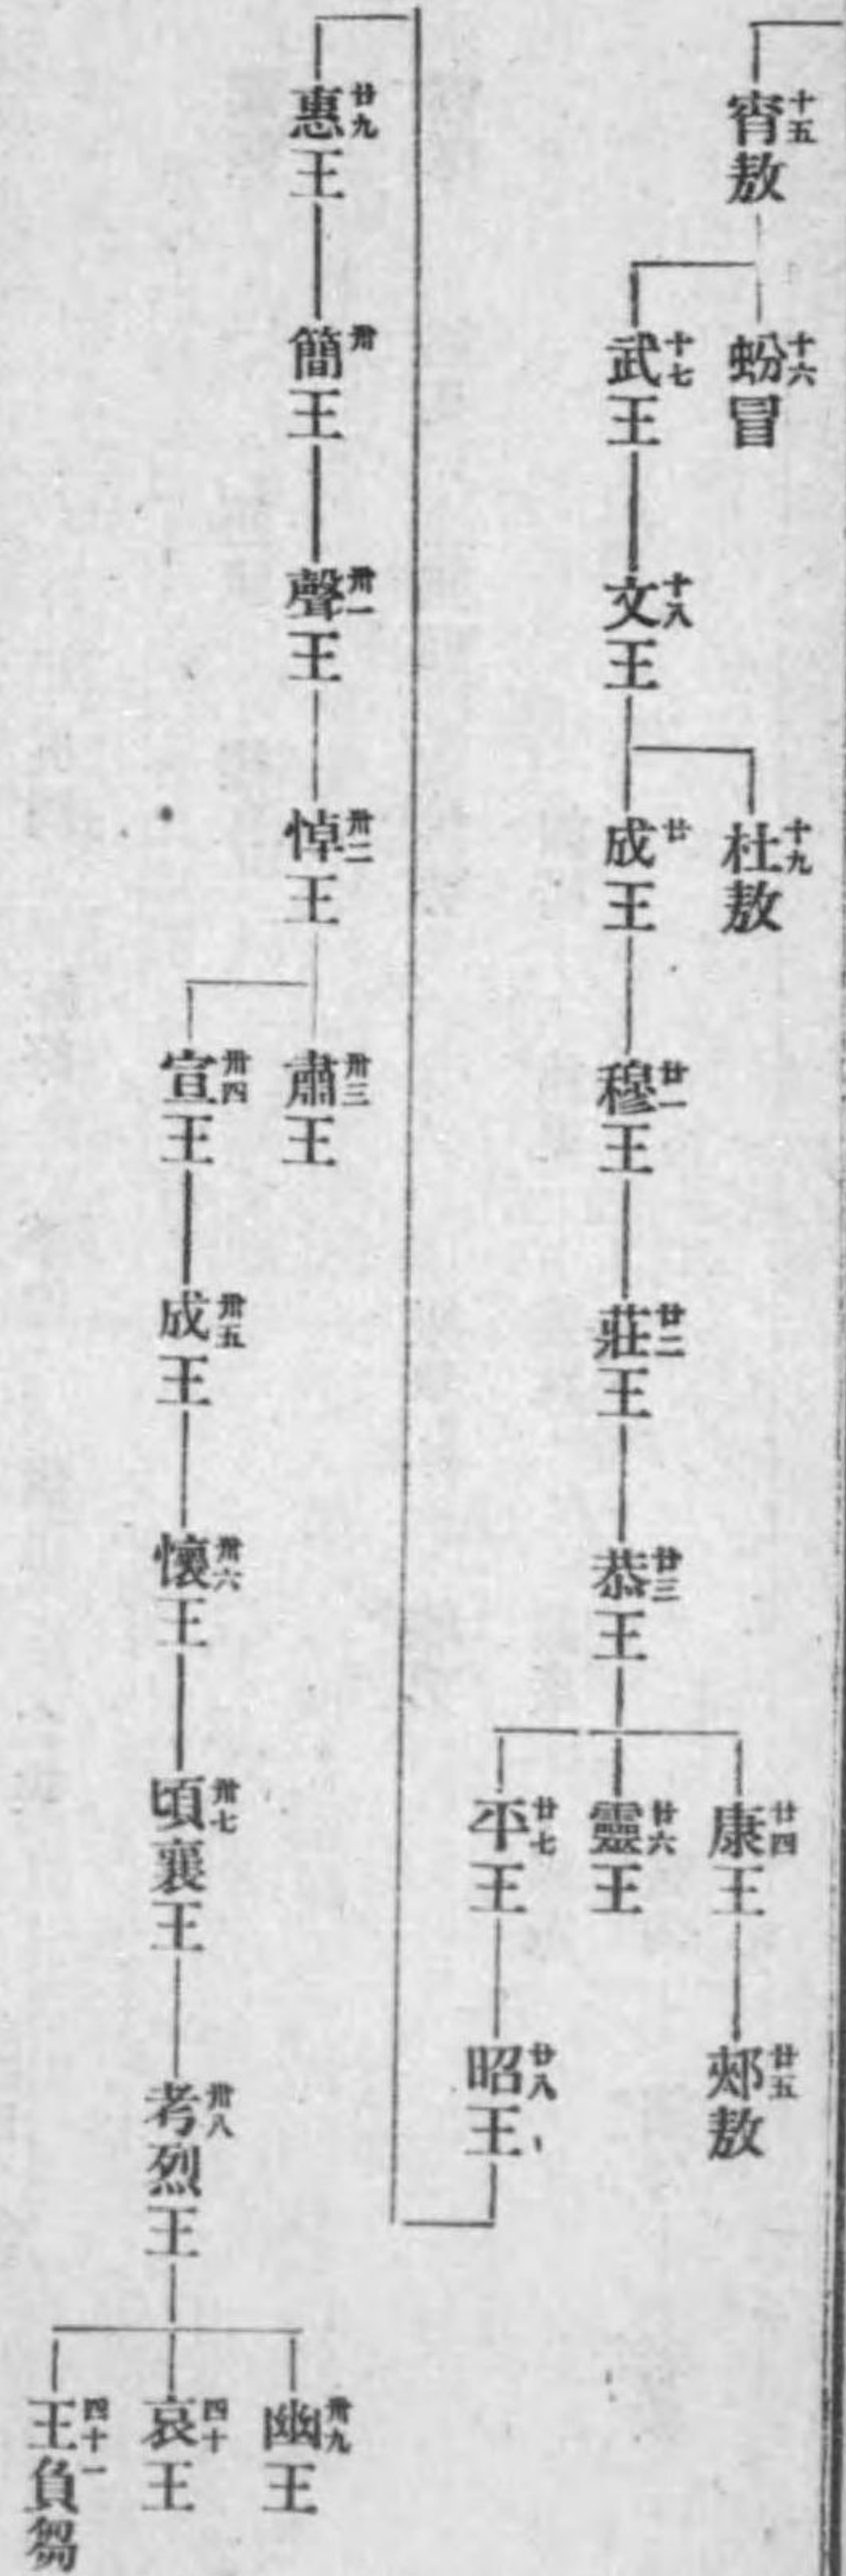 十五 宵敖
十六 蚡冒
十七 武王
十八 文王
十九 杜敖
廿 成王
廿一 穆王
廿二 莊王
廿三 恭王
廿四 康王
廿五 郟敖
廿六 靈王
廿七 平王
廿八 昭王
廿九 惠王
卅 簡王
卅一 聲王
卅二 悼王
卅三 肅王
卅四 宣王
卅五 成王
卅六 懷王
卅七 頃襄王
卅八 考烈王
卅九 幽王
四十 哀王
四十一 王負芻